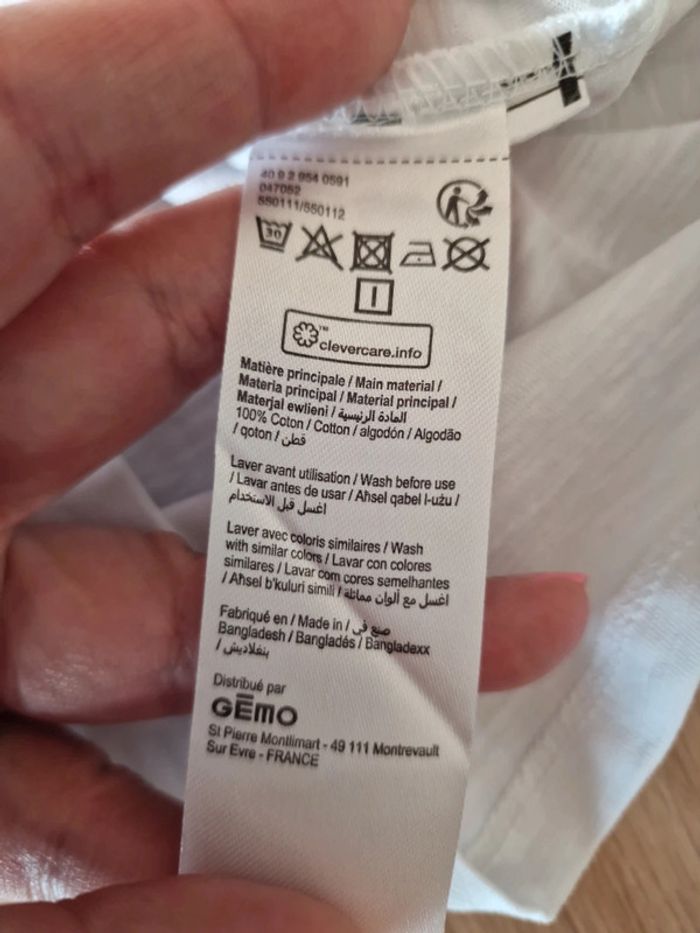 40 9 2 954 0591
047052
550111/550112
30
clevercare.info™
Matière principale / Main material /
Materia principal / Material principal /
Materjal ewlieni / المادة الرئيسية
100% Coton / Cotton / algodón / Algodão
/ qoton / قطن
Laver avant utilisation / Wash before use
/ Lavar antes de usar / Aħsel qabel l-użu /
اغسل قبل الاستخدام
Laver avec coloris similaires / Wash
with similar colors / Lavar con colores
similares / Lavar com cores semelhantes
/ Aħsel b'kuluri simili / اغسل مع ألوان مماثلة
Fabriqué en / Made in / صنع في
Bangladesh / Bangladés / Bangladexx
/ بنغلاديش
Distribué par
GĒMO
St Pierre Montlimart - 49 111 Montrevault
Sur Evre - FRANCE